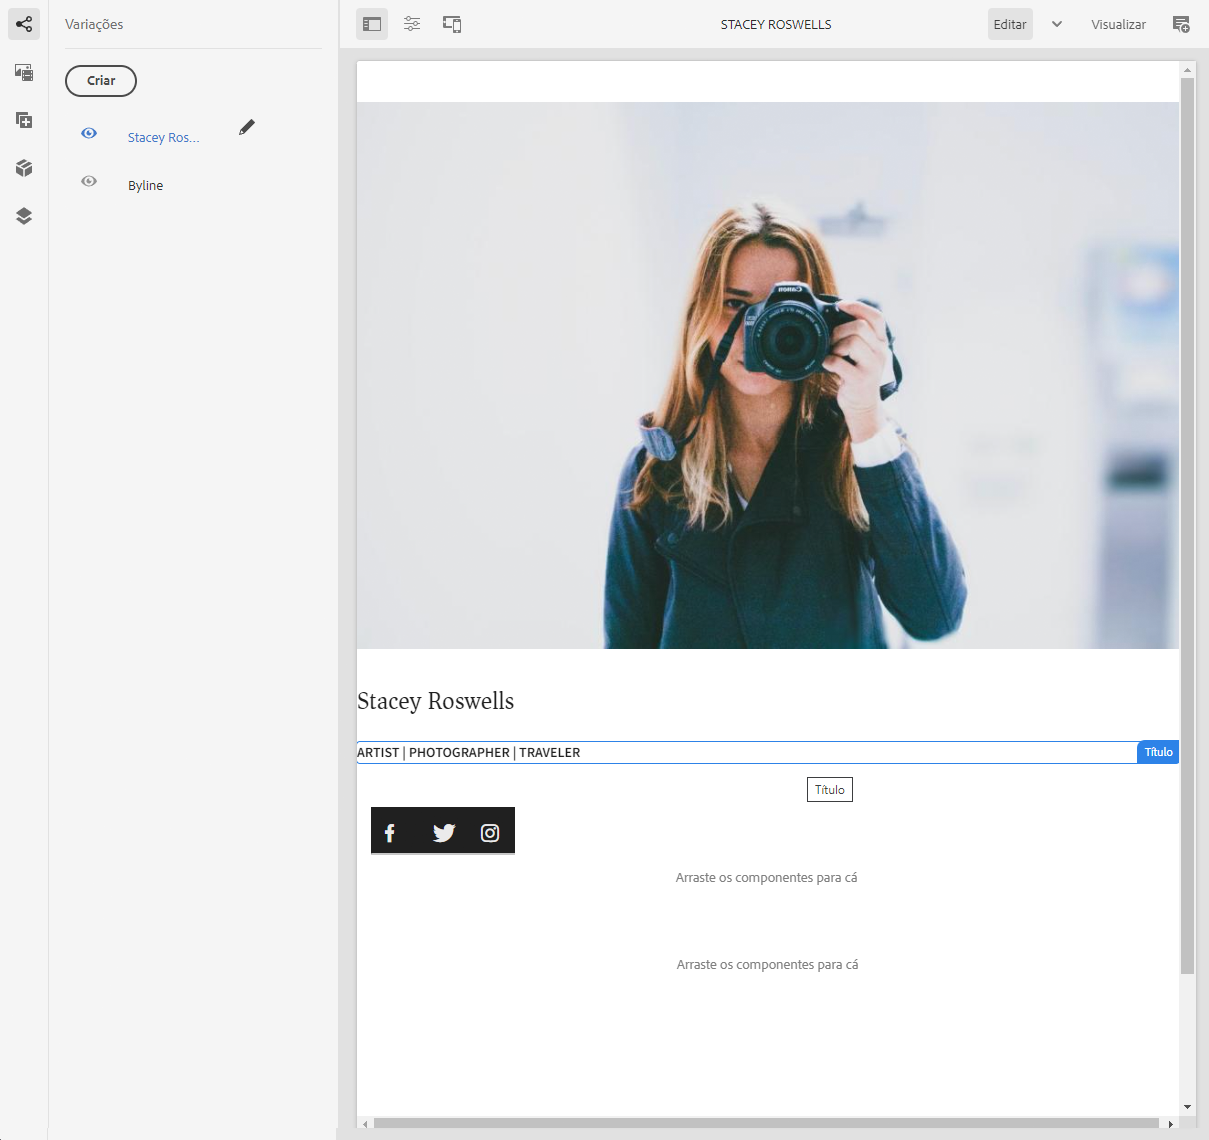 Variações
STACEY ROSWELLS
Editar
Visualizar
Criar
Stacey Ros...
Byline
Canon
Stacey Roswells
ARTIST | PHOTOGRAPHER | TRAVELER
Título
Título
Arraste os componentes para cá
Arraste os componentes para cá